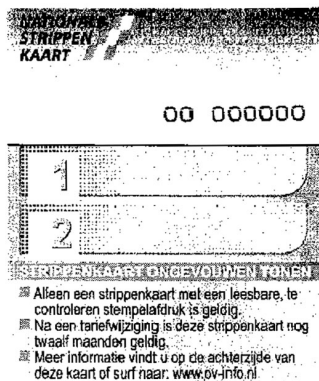 NATIONALE
STRIPPEN
KAART
00 000000
1
2
STRIPPENKAART ONGEVOUWEN TONEN
Alleen een strippenkaart met een leesbare, te
controleren stempelafdruk is geldig.
Na een tariefwijziging is deze strippenkaart nog
twaalf maanden geldig.
Meer informatie vindt u op de achterzijde van
deze kaart of surf naar: www.ov-info.nl